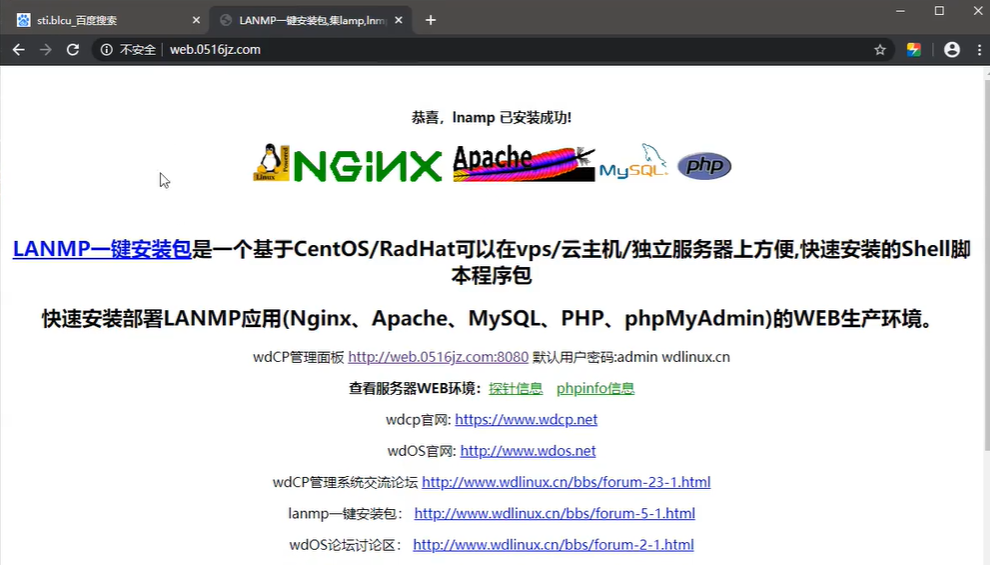 sti.blcu_百度搜索
LANMP一键安装包,集lamp,lnm
不安全 web.0516jz.com
恭喜，lnamp 已安装成功!
Linux Powered NGiNX Apache MySQL php
LANMP一键安装包是一个基于CentOS/RadHat可以在vps/云主机/独立服务器上方便,快速安装的Shell脚
本程序包
快速安装部署LANMP应用(Nginx、Apache、MySQL、PHP、phpMyAdmin)的WEB生产环境。
wdCP管理面板 http://web.0516jz.com:8080 默认用户密码:admin wdlinux.cn
查看服务器WEB环境：探针信息 phpinfo信息
wdcp官网: https://www.wdcp.net
wdOS官网: http://www.wdos.net
wdCP管理系统交流论坛 http://www.wdlinux.cn/bbs/forum-23-1.html
lanmp一键安装包： http://www.wdlinux.cn/bbs/forum-5-1.html
wdOS论坛讨论区： http://www.wdlinux.cn/bbs/forum-2-1.html